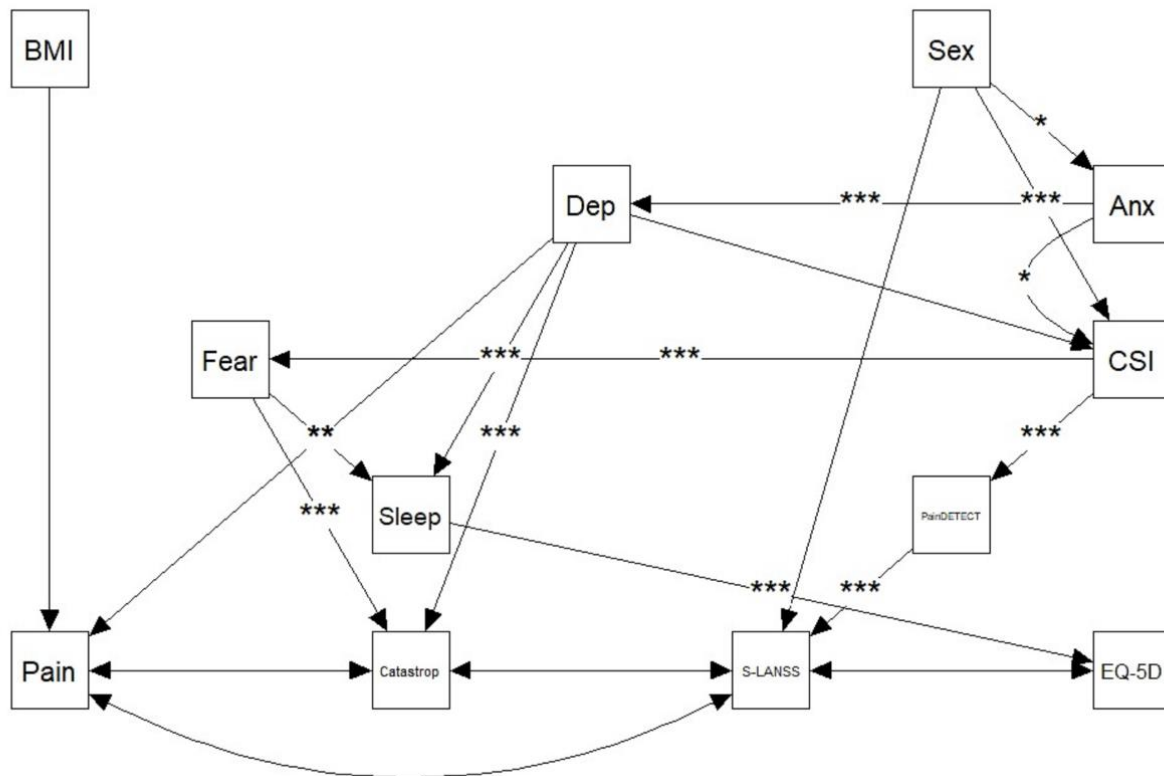 BMI
Sex
*
Dep
***
***
Anx
*
Fear
***
***
CSI
**
***
***
***
Sleep
PainDETECT
***
***
Pain
Catastrop
S-LANSS
EQ-5D